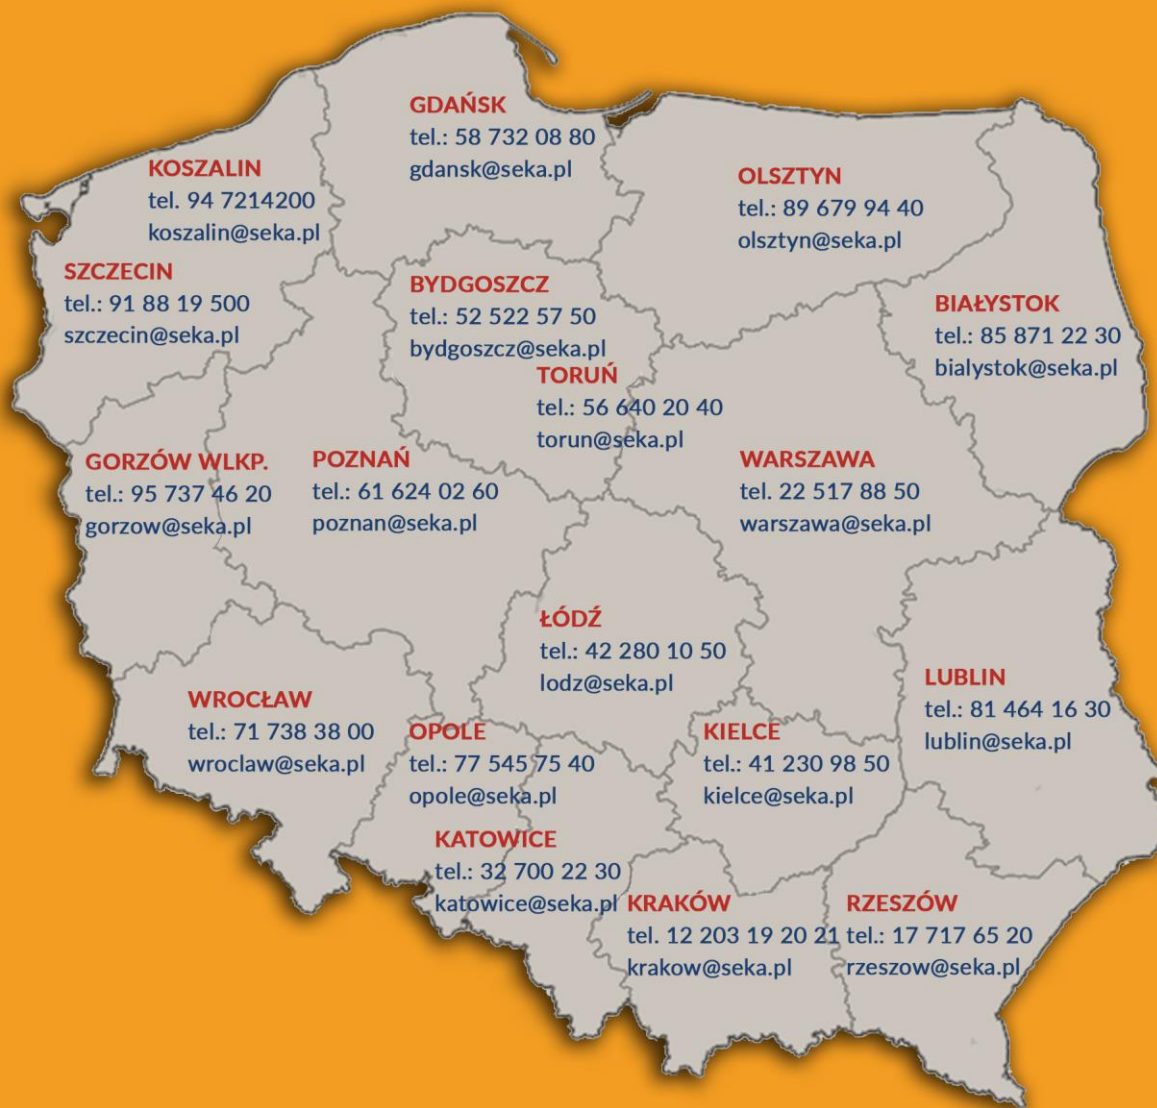 GDAŃSK
tel.: 58 732 08 80
gdansk@seka.pl
KOSZALIN
tel. 94 7214200
koszalin@seka.pl
OLSZTYN
tel.: 89 679 94 40
olsztyn@seka.pl
SZCZECIN
tel.: 91 88 19 500
szczecin@seka.pl
BYDGOSZCZ
tel.: 52 522 57 50
bydgoszcz@seka.pl
BIAŁYSTOK
tel.: 85 871 22 30
bialystok@seka.pl
TORUŃ
tel.: 56 640 20 40
torun@seka.pl
GORZÓW WLKP.
tel.: 95 737 46 20
gorzow@seka.pl
POZNAŃ
tel.: 61 624 02 60
poznan@seka.pl
WARSZAWA
tel. 22 517 88 50
warszawa@seka.pl
ŁÓDŹ
tel.: 42 280 10 50
lodz@seka.pl
LUBLIN
tel.: 81 464 16 30
lublin@seka.pl
WROCŁAW
tel.: 71 738 38 00
wroclaw@seka.pl
OPOLE
tel.: 77 545 75 40
opole@seka.pl
KIELCE
tel.: 41 230 98 50
kielce@seka.pl
KATOWICE
tel.: 32 700 22 30
katowice@seka.pl
KRAKÓW
tel. 12 203 19 20 21
krakow@seka.pl
RZESZÓW
tel.: 17 717 65 20
rzeszow@seka.pl